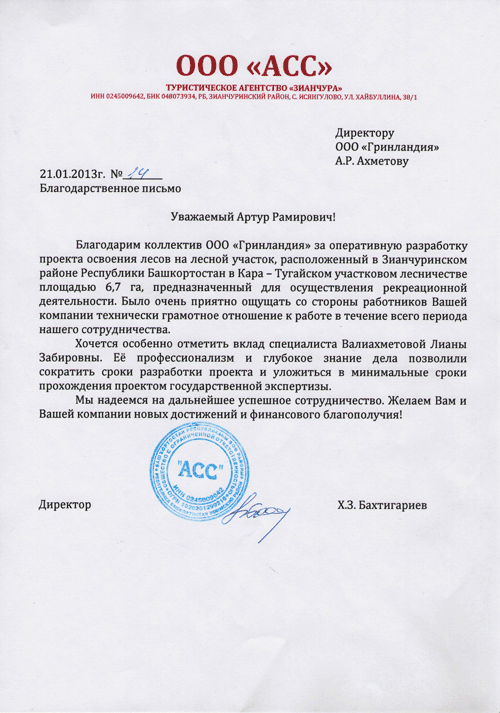 ООО «АСС»
ТУРИСТИЧЕСКОЕ АГЕНТСТВО «ЗИАНЧУРА»
ИНН 0245009642, БИК 048073934, РБ, ЗИАНЧУРИНСКИЙ РАЙОН, С. ИСЯНГУЛОВО, УЛ. ХАЙБУЛЛИНА, 38/1
Директору
ООО «Гринландия»
А.Р. Ахметову
21.01.2013г. № 14
Благодарственное письмо
Уважаемый Артур Рамирович!
Благодарим коллектив ООО «Гринландия» за оперативную разработку
проекта освоения лесов на лесной участок, расположенный в Зианчуринском
районе Республики Башкортостан в Кара – Тугайском участковом лесничестве
площадью 6,7 га, предназначенный для осуществления рекреационной
деятельности. Было очень приятно ощущать со стороны работников Вашей
компании технически грамотное отношение к работе в течение всего периода
нашего сотрудничества.
Хочется особенно отметить вклад специалиста Валиахметовой Лианы
Забировны. Её профессионализм и глубокое знание дела позволили
сократить сроки разработки проекта и уложиться в минимальные сроки
прохождения проектом государственной экспертизы.
Мы надеемся на дальнейшее успешное сотрудничество. Желаем Вам и
Вашей компании новых достижений и финансового благополучия!
"АСС"
ИНН 0245009642
Директор
Х.З. Бахтигариев